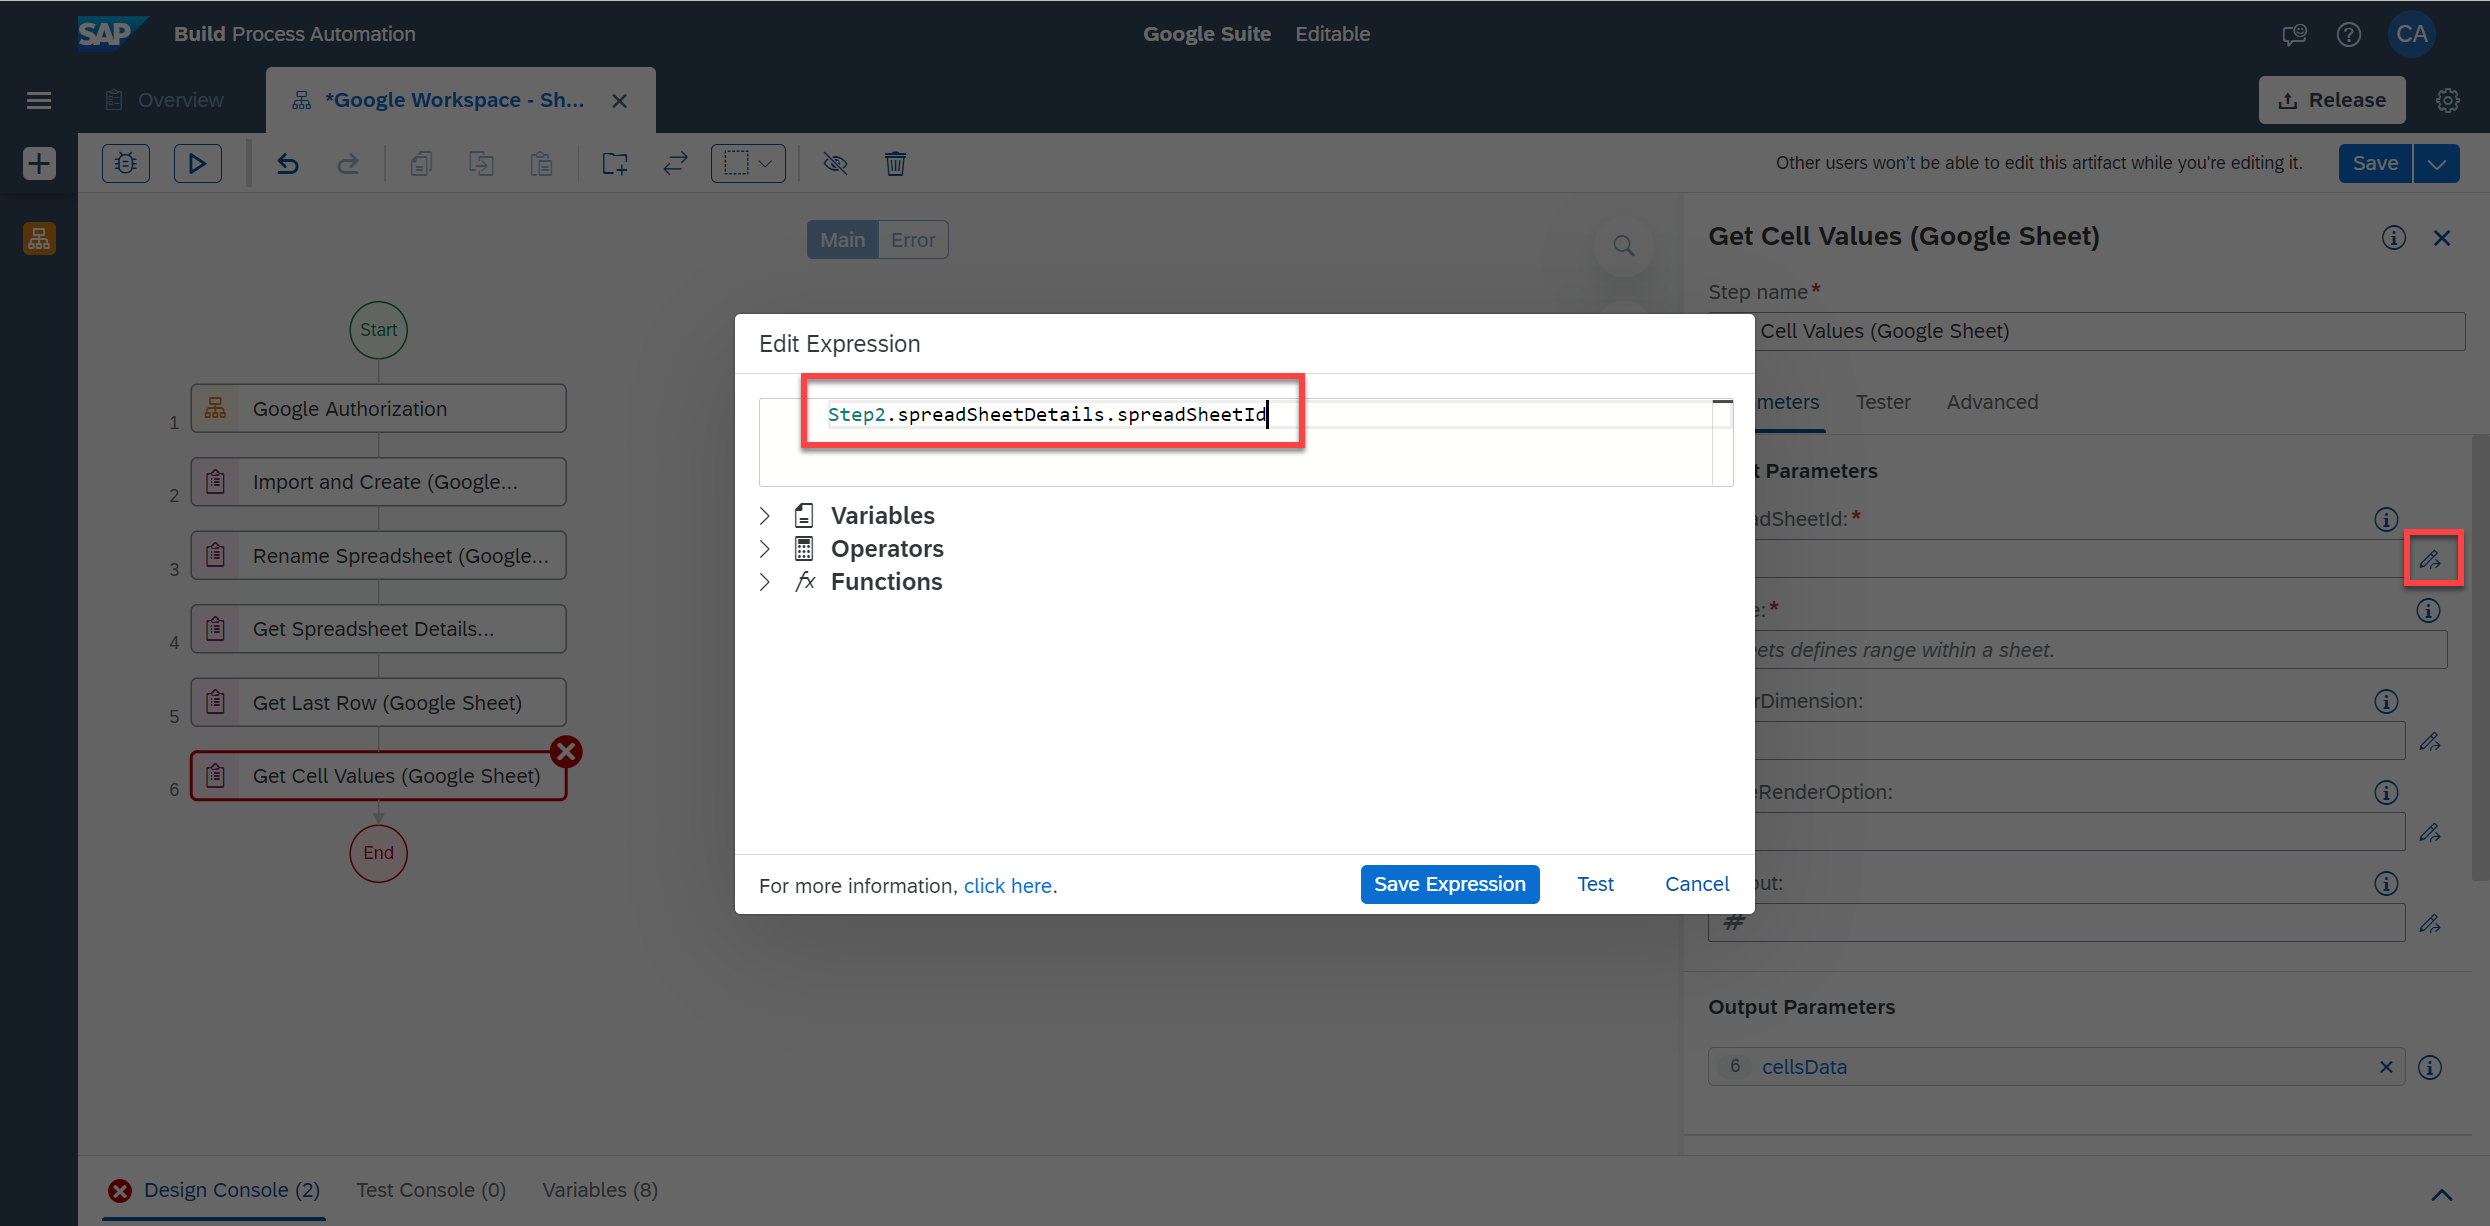 SAP Build Process Automation
Google Suite Editable
CA
Overview
*Google Workspace - Sh...
Release
Other users won't be able to edit this artifact while you're editing it.
Save
Main Error
Start
1 Google Authorization
2 Import and Create (Google...
3 Rename Spreadsheet (Google...
4 Get Spreadsheet Details...
5 Get Last Row (Google Sheet)
6 Get Cell Values (Google Sheet)
End
Edit Expression
Step2.spreadSheetDetails.spreadSheetId
Variables
Operators
fx Functions
For more information, click here.
Save Expression Test Cancel
Get Cell Values (Google Sheet)
Step name*
Cell Values (Google Sheet)
meters Tester Advanced
t Parameters
dSheetId:*
e:*
ets defines range within a sheet.
rDimension:
eRenderOption:
out:
#
Output Parameters
6 cellsData
Design Console (2) Test Console (0) Variables (8)